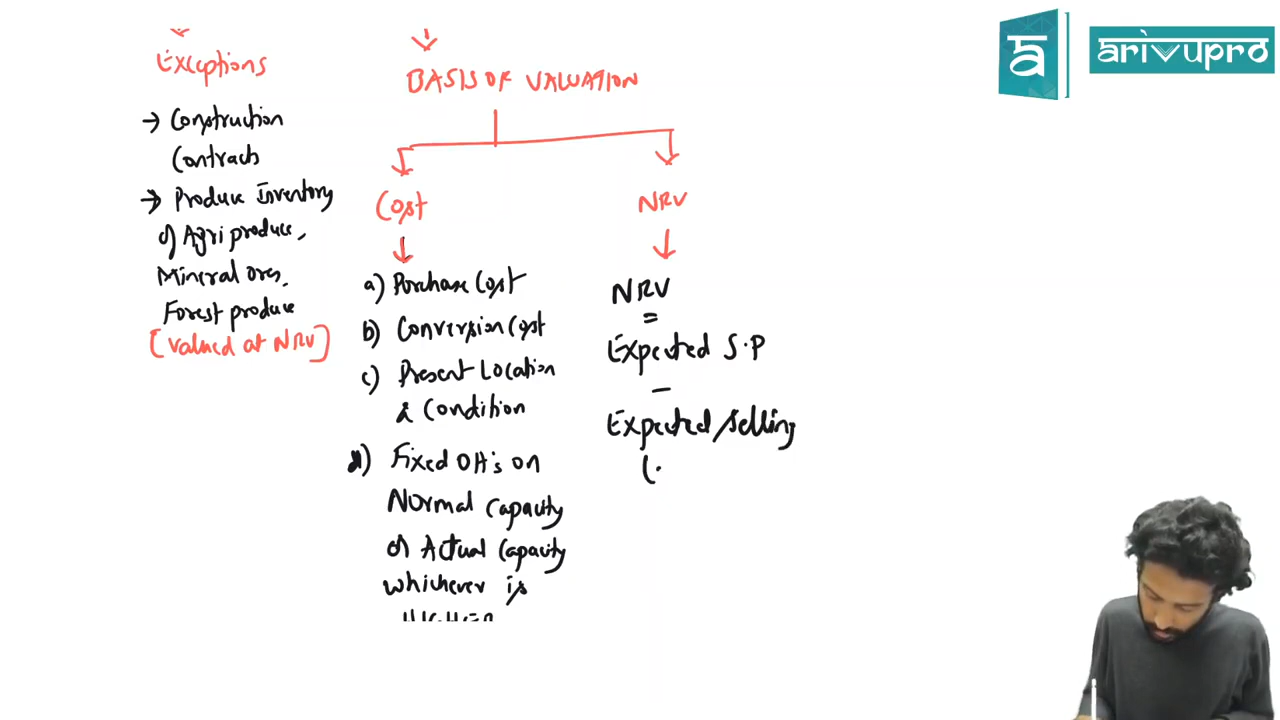 Exceptions
→ Construction
Contracts
→ Produce Inventory
of Agri produce,
Mineral ores,
Forest produce
[valued at NRV]
BASIS OF VALUATION
Cost
a) Purchase Cost
b) Conversion Cost
c) Present Location
& Condition
d) Fixed OH's on
Normal capacity
or Actual Capacity
whichever is
HIGHER
NRV
NRV
=
Expected S.P
-
Expected selling
(
arivupro